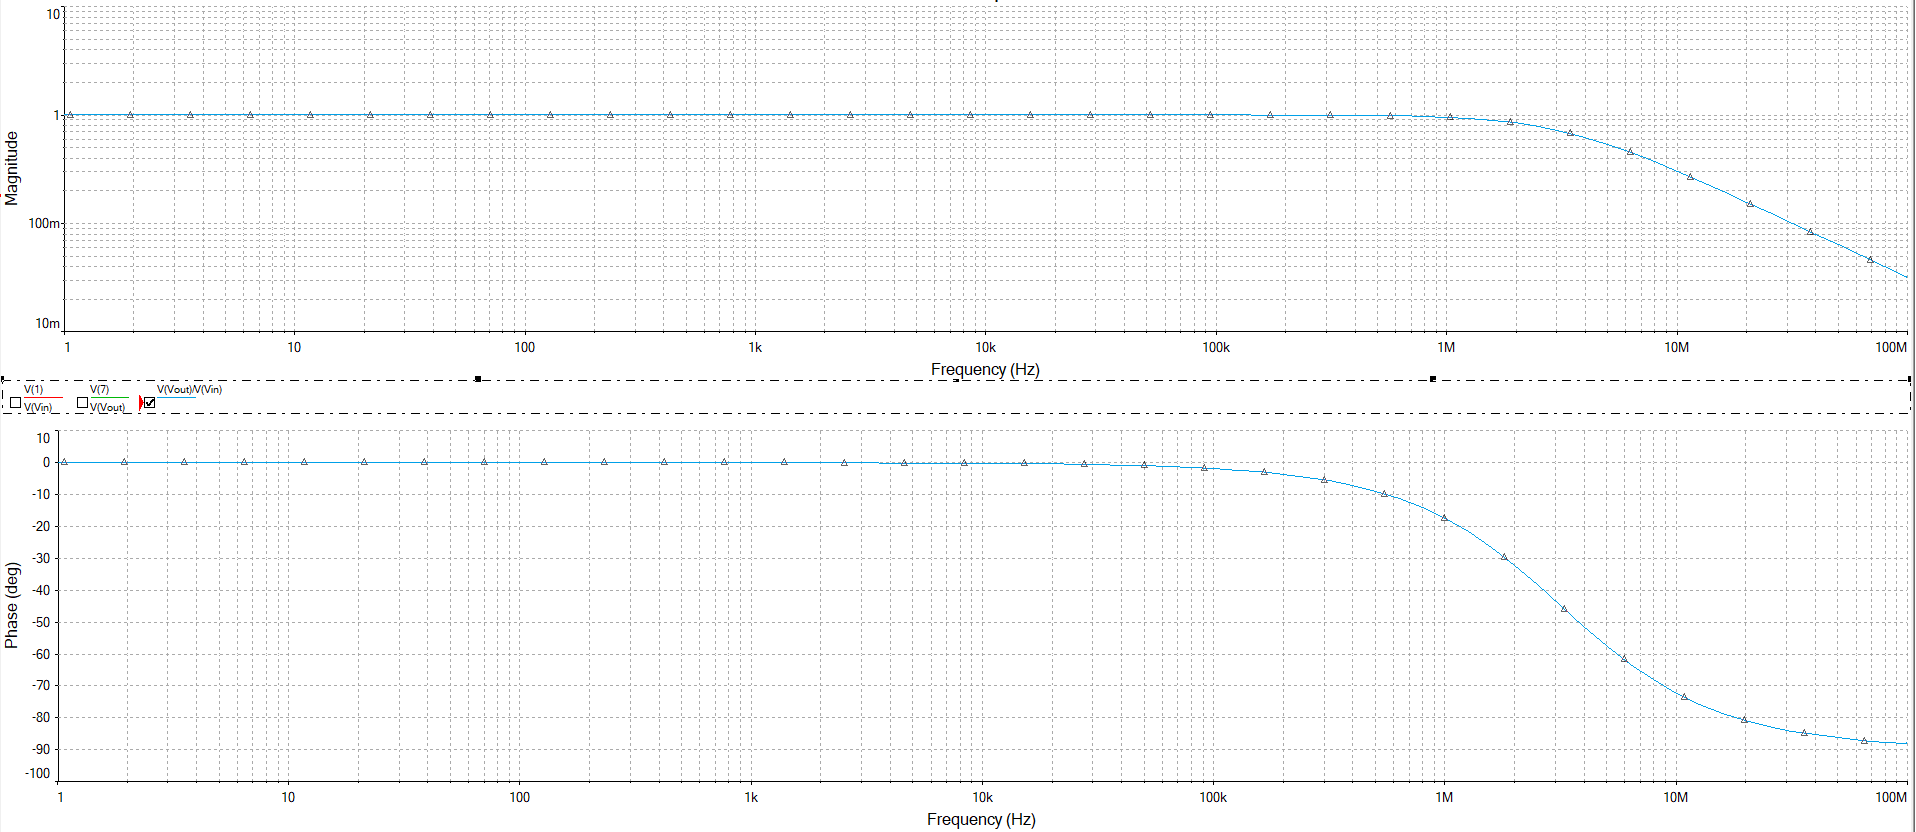 10
1
100m
10m
Magnitude
1 10 100 1k 10k 100k 1M 10M 100M
Frequency (Hz)
V(1) V(7) V(Vout)/V(Vin)
V(Vin) V(Vout)
10
0
-10
-20
-30
-40
-50
-60
-70
-80
-90
-100
Phase (deg)
1 10 100 1k 10k 100k 1M 10M 100M
Frequency (Hz)